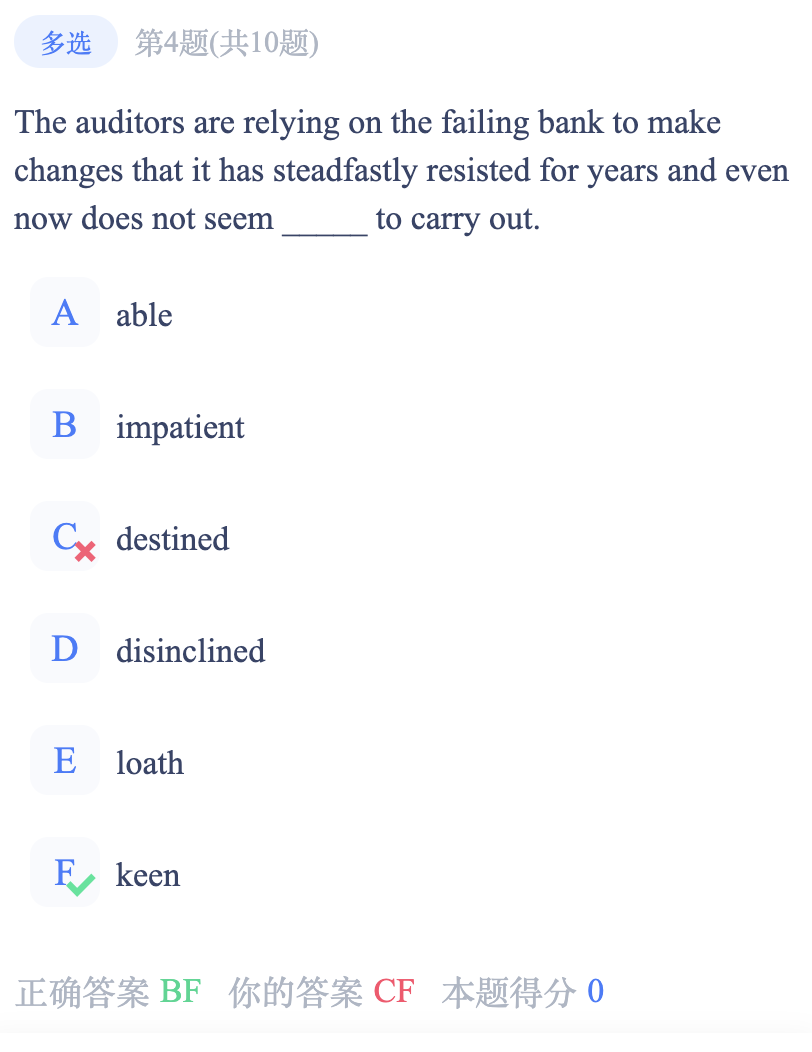 多选 第4题(共10题)
The auditors are relying on the failing bank to make
changes that it has steadfastly resisted for years and even
now does not seem _____ to carry out.
A able
B impatient
C destined
D disinclined
E loath
F keen
正确答案 BF 你的答案 CF 本题得分 0